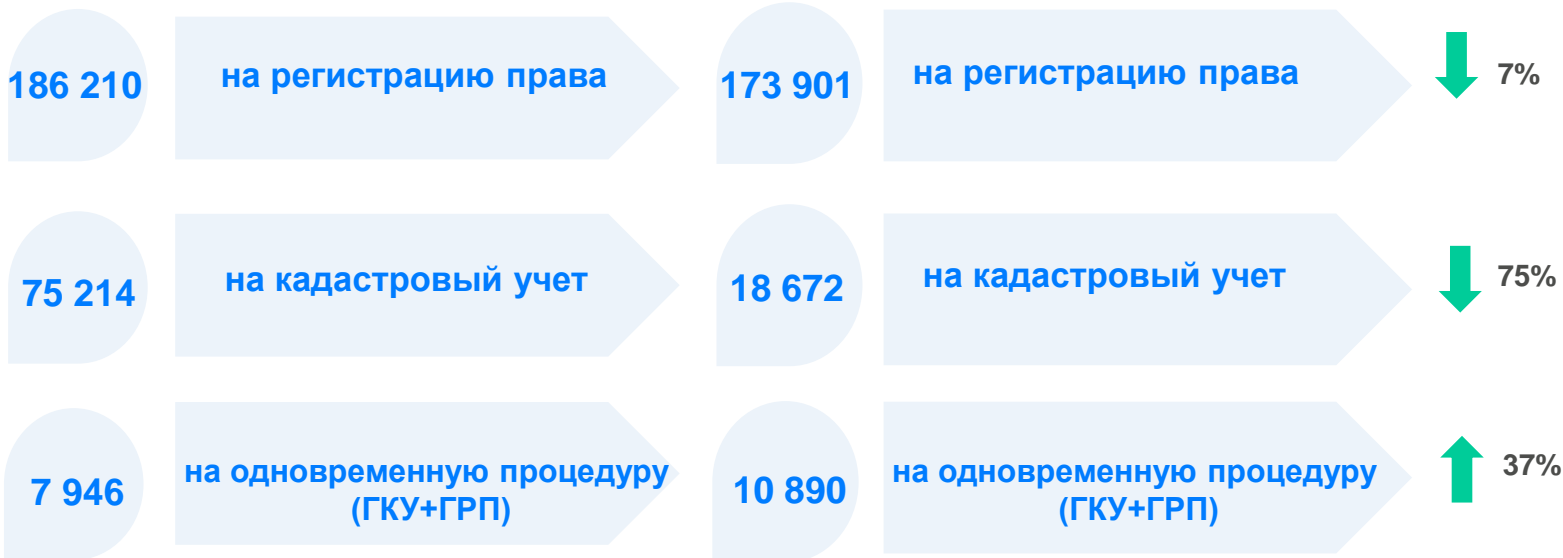 186 210
на регистрацию права
173 901
на регистрацию права
7%
75 214
на кадастровый учет
18 672
на кадастровый учет
75%
7 946
на одновременную процедуру
(ГКУ+ГРП)
10 890
на одновременную процедуру
(ГКУ+ГРП)
37%